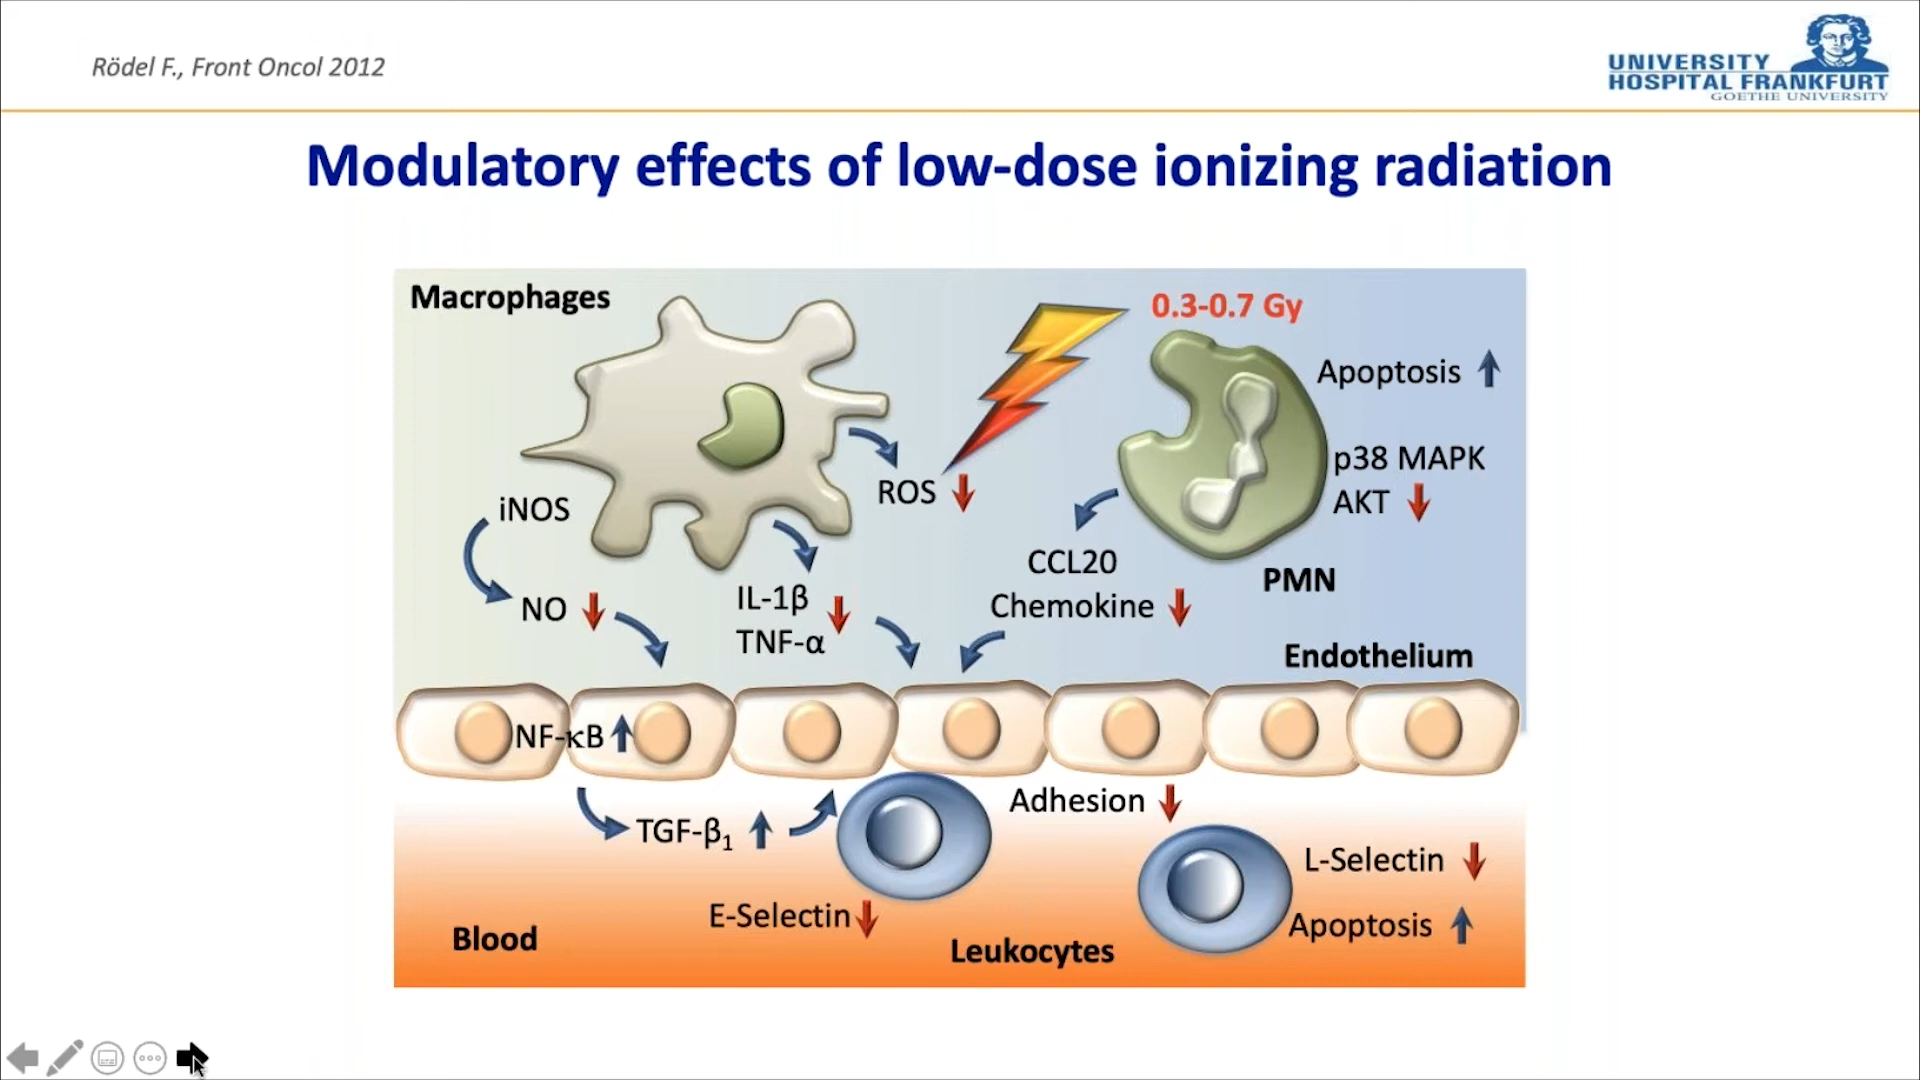 Rödel F., Front Oncol 2012
UNIVERSITY
HOSPITAL FRANKFURT
GOETHE UNIVERSITY
Modulatory effects of low-dose ionizing radiation
Macrophages
0.3-0.7 Gy
Apoptosis
p38 MAPK
AKT
ROS
iNOS
NO
IL-1β
TNF-α
CCL20
Chemokine
PMN
Endothelium
NF-κB
TGF-β₁
Adhesion
L-Selectin
E-Selectin
Apoptosis
Blood
Leukocytes